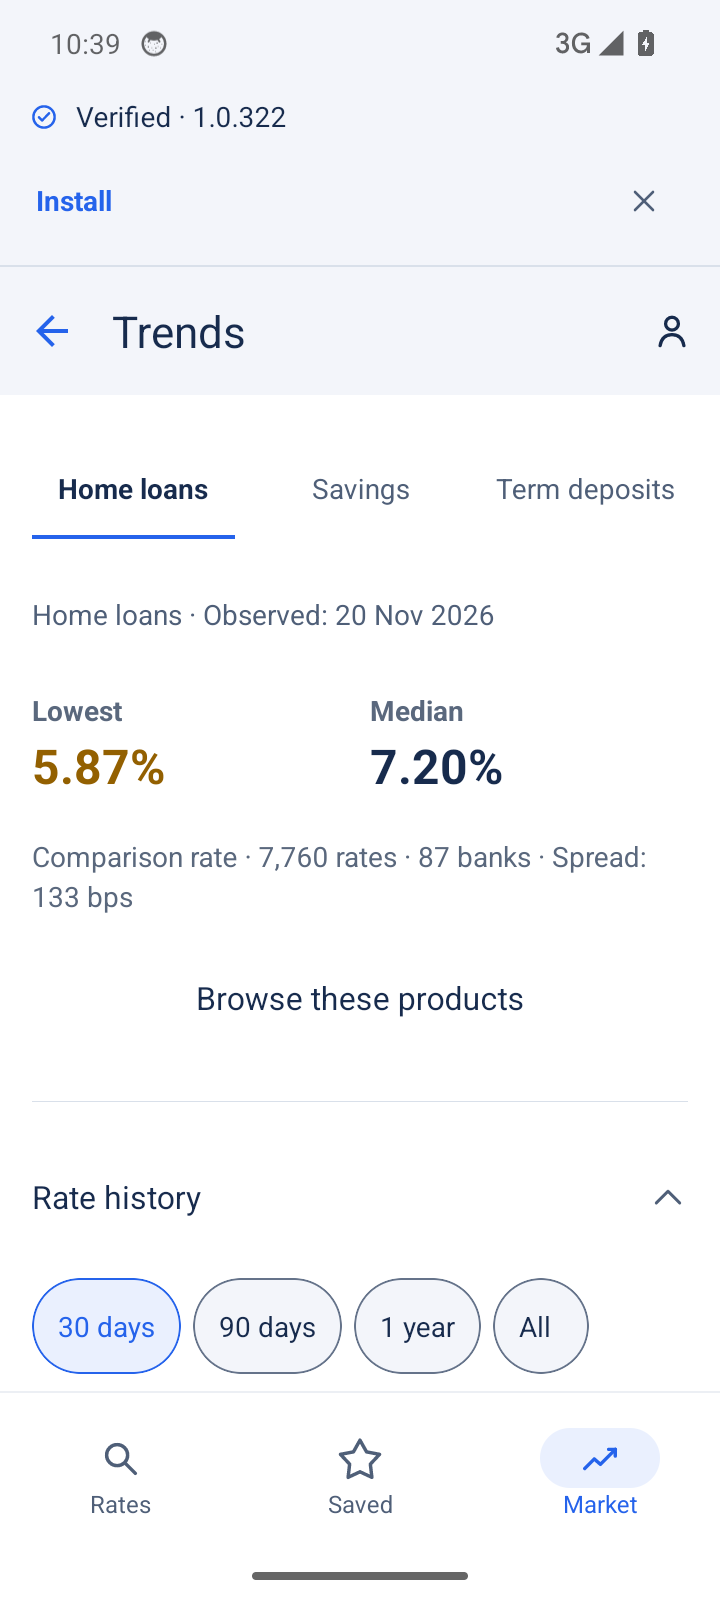 10:39
3G
Verified · 1.0.322
Install
Trends
Home loans
Savings
Term deposits
Home loans · Observed: 20 Nov 2026
Lowest
Median
5.87%
7.20%
Comparison rate · 7,760 rates · 87 banks · Spread:
133 bps
Browse these products
Rate history
30 days
90 days
1 year
All
Rates
Saved
Market